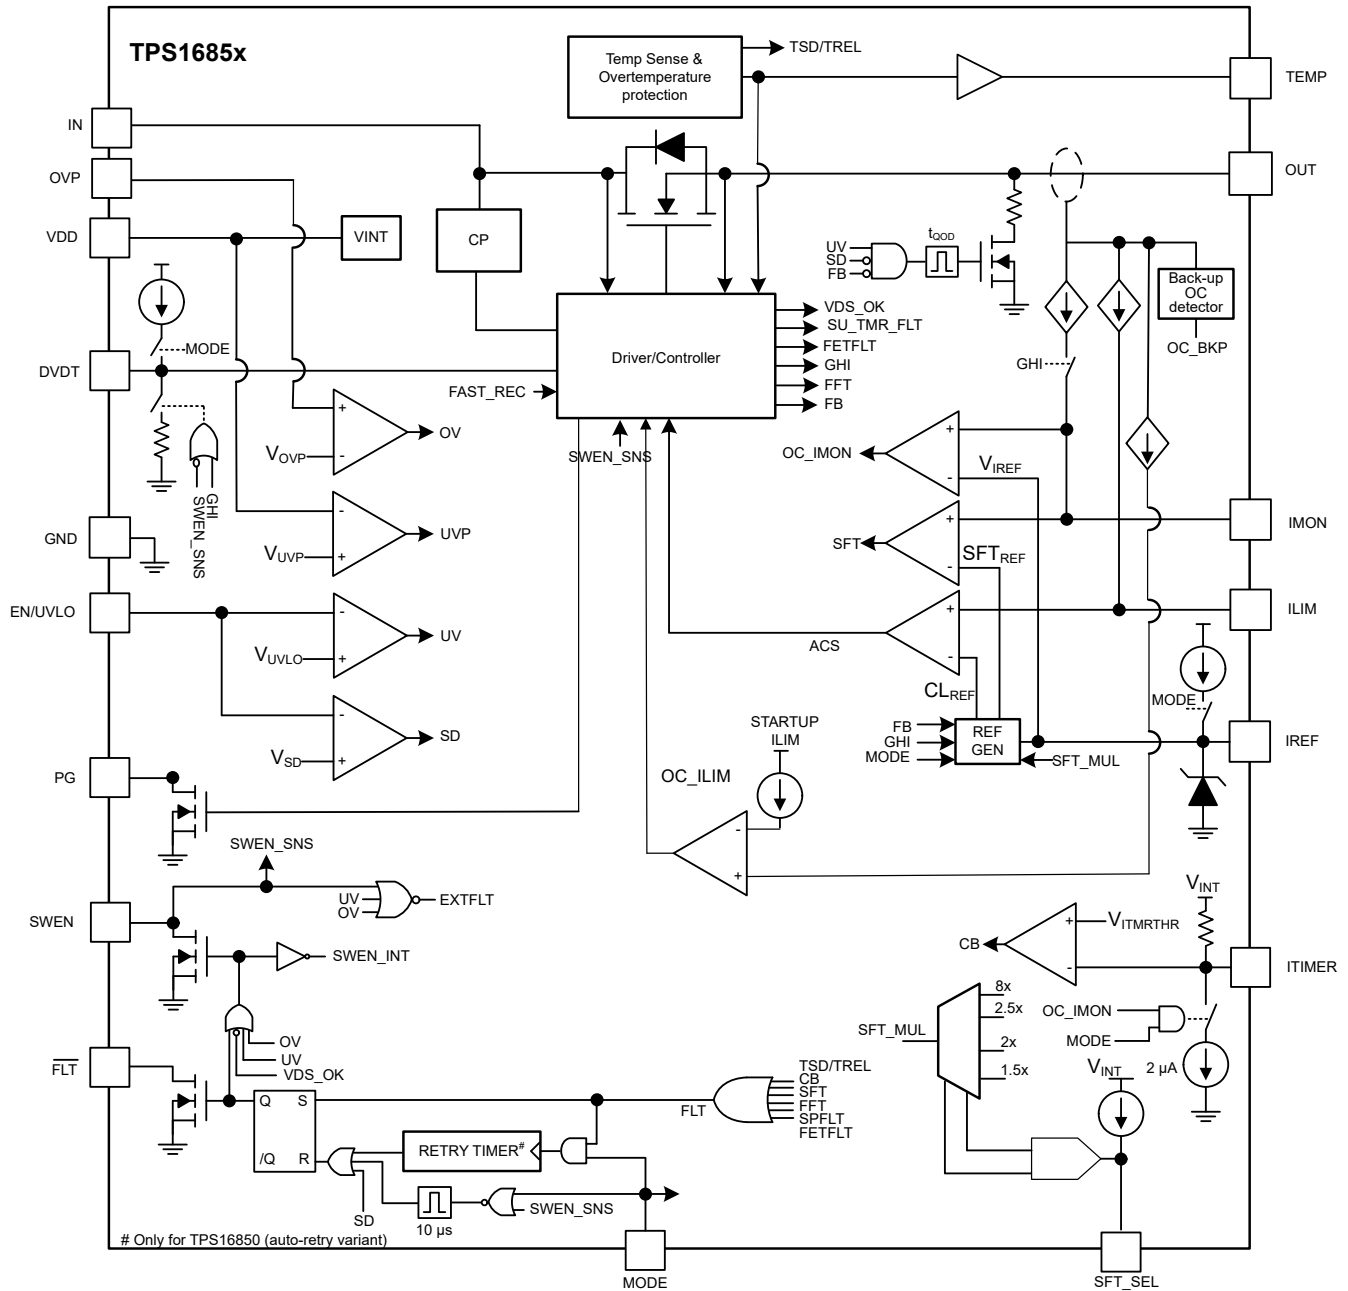 TPS1685x
Temp Sense &
Overtemperature
protection
TSD/TREL
TEMP
IN
OVP
OUT
VDD
VINT
CP
UV
SD
FB
tQOD
Back-up
OC
detector
OC_BKP
MODE
DVDT
Driver/Controller
VDS_OK
SU_TMR_FLT
FETFLT
GHI
FFT
FB
GHI
FAST_REC
SWEN_SNS
+
VOVP
-
OV
GHI
SWEN_SNS
OC_IMON
+
VIREF
-
GND
-
VUVP
+
UVP
SFT
+
SFTREF
-
IMON
EN/UVLO
-
VUVLO
+
UV
ACS
+
-
CLREF
ILIM
MODE
-
VSD
+
SD
STARTUP
ILIM
OC_ILIM
-
+
FB
GHI
MODE
REF
GEN
SFT_MUL
IREF
PG
SWEN_SNS
UV
OV
EXTFLT
SWEN
SWEN_INT
VINT
+
VITMRTHR
CB
-
ITIMER
OV
UV
VDS_OK
FLT
8x
2.5x
2x
1.5x
SFT_MUL
OC_IMON
MODE
2 µA
VINT
Q
S
/Q
R
FLT
TSD/TREL
CB
SFT
FFT
SPFLT
FETFLT
RETRY TIMER#
SD
10 µs
SWEN_SNS
# Only for TPS16850 (auto-retry variant)
MODE
SFT_SEL